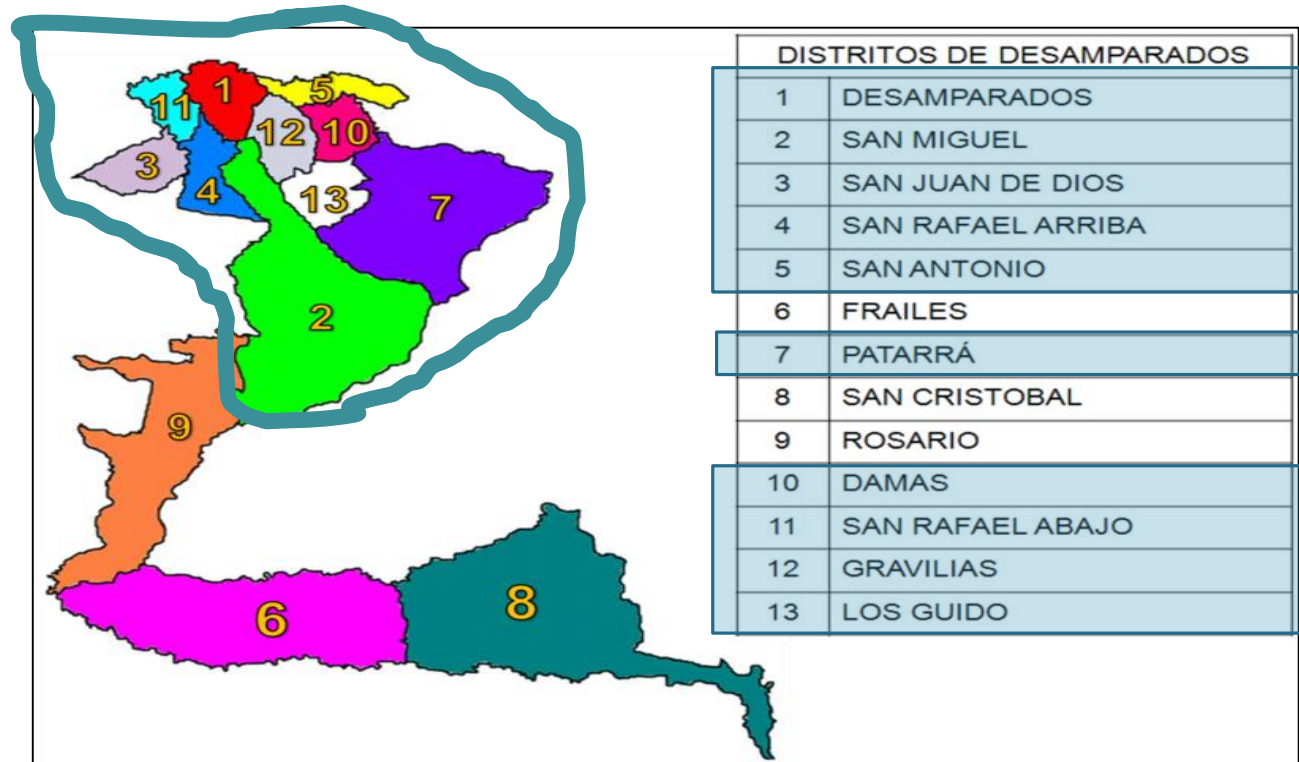 DISTRITOS DE DESAMPARADOS
1 DESAMPARADOS
2 SAN MIGUEL
3 SAN JUAN DE DIOS
4 SAN RAFAEL ARRIBA
5 SAN ANTONIO
6 FRAILES
7 PATARRÁ
8 SAN CRISTOBAL
9 ROSARIO
10 DAMAS
11 SAN RAFAEL ABAJO
12 GRAVILIAS
13 LOS GUIDO
1
5
11
12
10
3
4
13
7
2
9
6
8